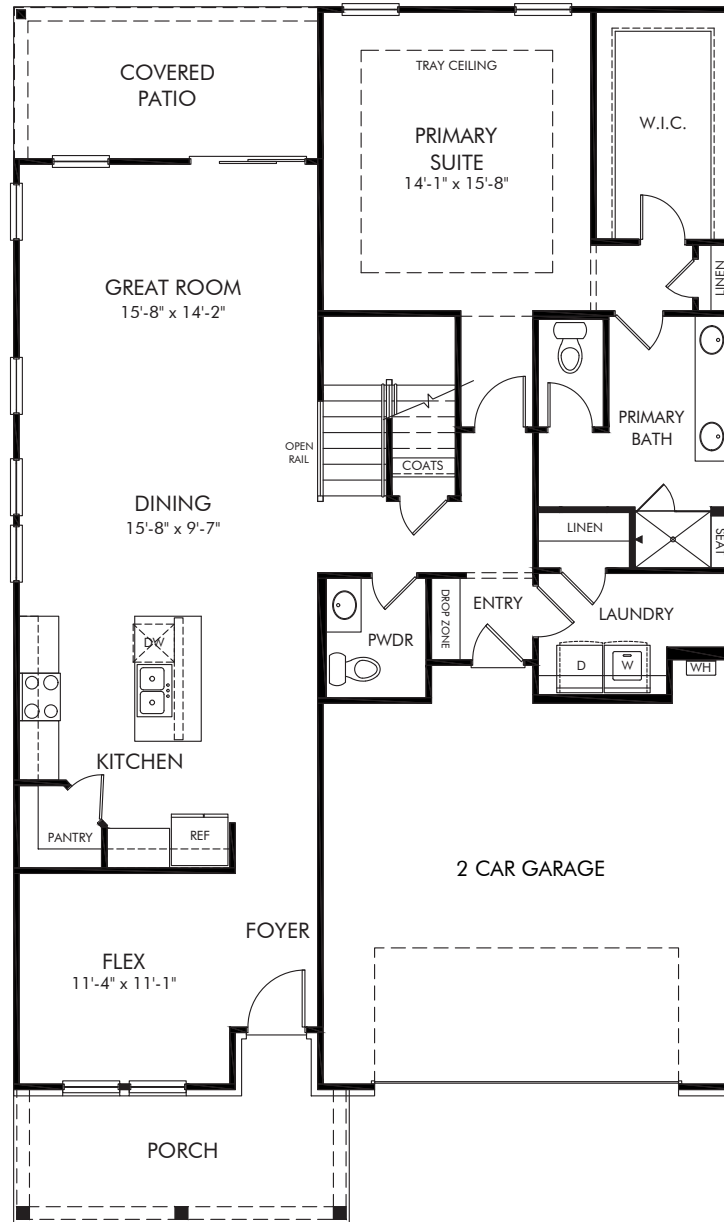 COVERED
PATIO
TRAY CEILING
PRIMARY
SUITE
14'-1" x 15'-8"
W.I.C.
LINEN
GREAT ROOM
15'-8" x 14'-2"
PRIMARY
BATH
OPEN
RAIL
COATS
DINING
15'-8" x 9'-7"
LINEN
SEAT
DROP ZONE
ENTRY
LAUNDRY
PWDR
DW
D
W
WH
KITCHEN
PANTRY
REF
2 CAR GARAGE
FOYER
FLEX
11'-4" x 11'-1"
PORCH